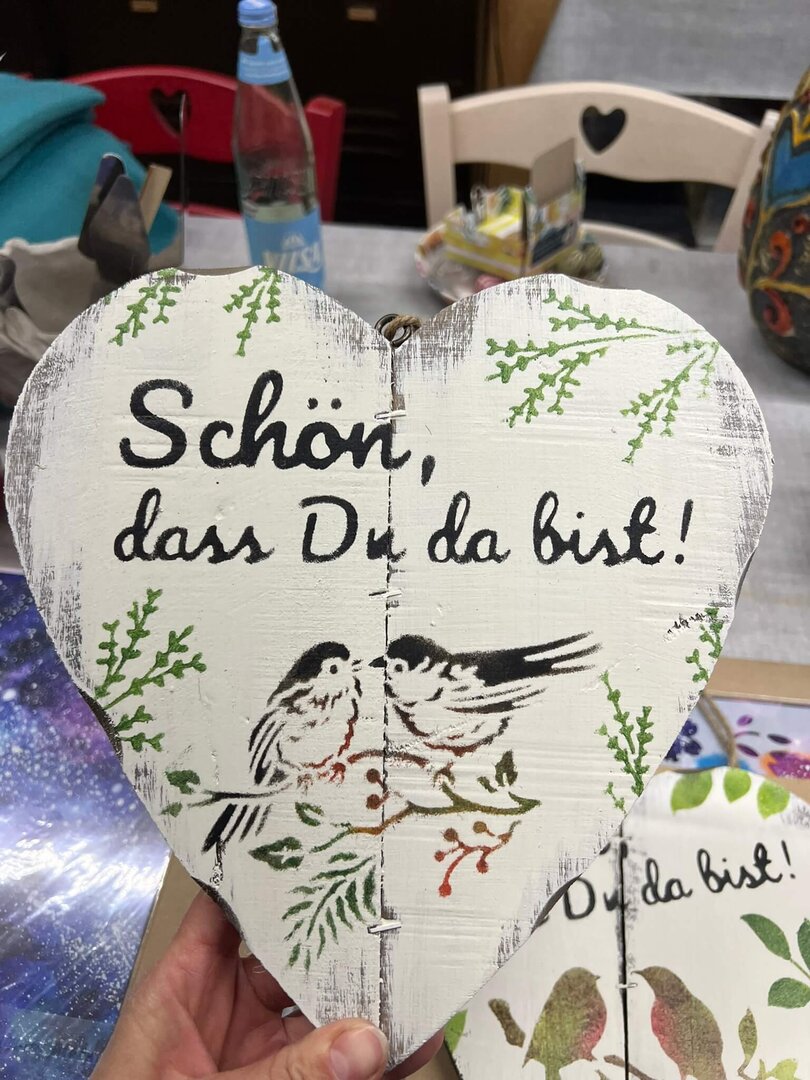 Schön,
dass Du da bist!
Du da bist!